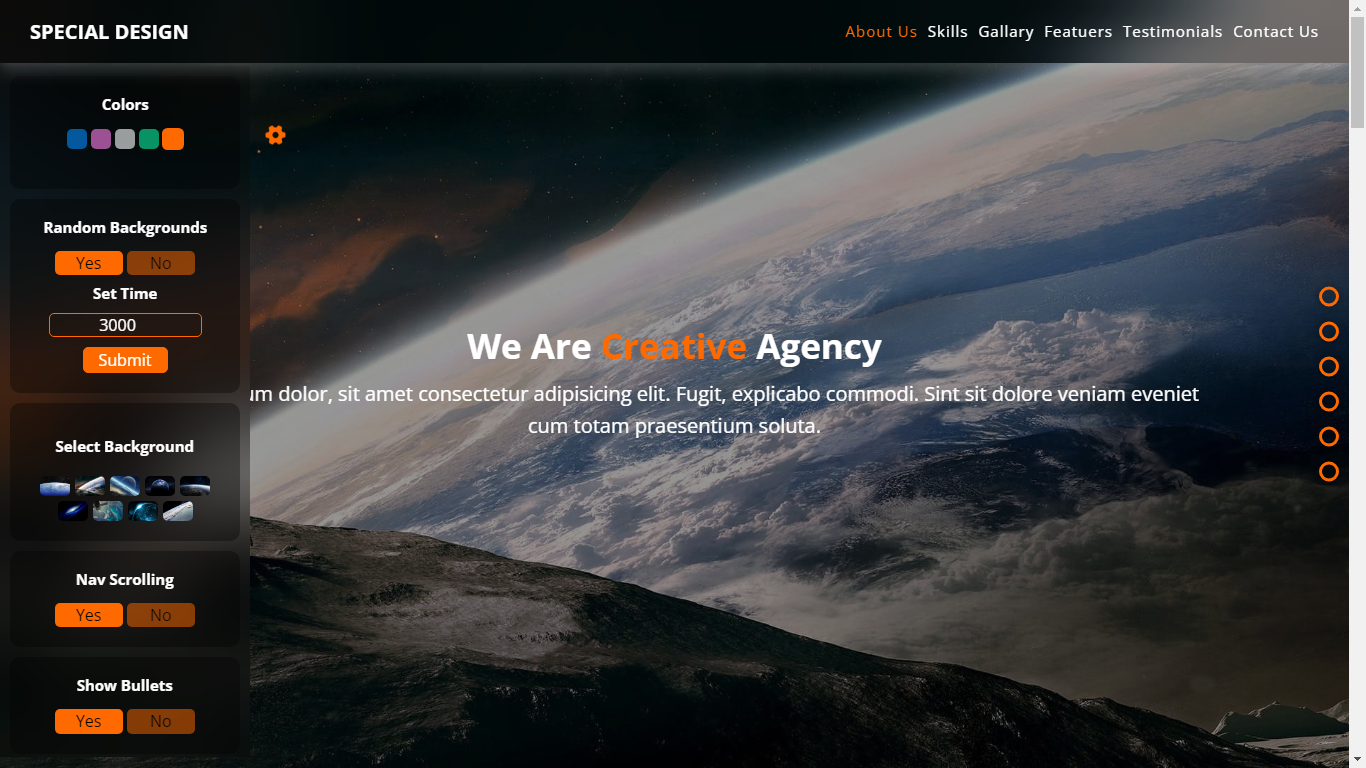 SPECIAL DESIGN
About Us Skills Gallary Featuers Testimonials Contact Us
Colors
Random Backgrounds
Yes No
Set Time
3000
Submit
Select Background
Nav Scrolling
Yes No
Show Bullets
Yes No
We Are Creative Agency
dolor, sit amet consectetur adipisicing elit. Fugit, explicabo commodi. Sint sit dolore veniam eveniet
cum totam praesentium soluta.